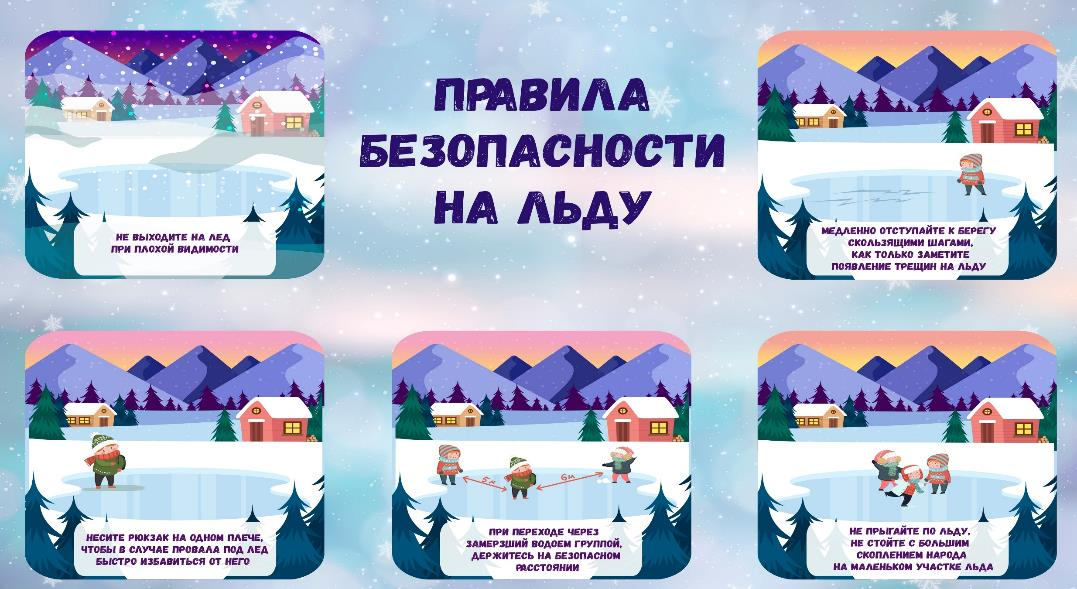 ПРАВИЛА
БЕЗОПАСНОСТИ
НА ЛЬДУ
НЕ ВЫХОДИТЕ НА ЛЕД
ПРИ ПЛОХОЙ ВИДИМОСТИ
МЕДЛЕННО ОТСТУПАЙТЕ К БЕРЕГУ
СКОЛЬЗЯЩИМИ ШАГАМИ,
КАК ТОЛЬКО ЗАМЕТИТЕ
ПОЯВЛЕНИЕ ТРЕЩИН НА ЛЬДУ
НЕСИТЕ РЮКЗАК НА ОДНОМ ПЛЕЧЕ,
ЧТОБЫ В СЛУЧАЕ ПРОВАЛА ПОД ЛЕД
БЫСТРО ИЗБАВИТЬСЯ ОТ НЕГО
5м
6м
ПРИ ПЕРЕХОДЕ ЧЕРЕЗ
ЗАМЕРЗШИЙ ВОДОЕМ ГРУППОЙ,
ДЕРЖИТЕСЬ НА БЕЗОПАСНОМ
РАССТОЯНИИ
НЕ ПРЫГАЙТЕ ПО ЛЬДУ.
НЕ СТОЙТЕ С БОЛЬШИМ
СКОПЛЕНИЕМ НАРОДА
НА МАЛЕНЬКОМ УЧАСТКЕ ЛЬДА